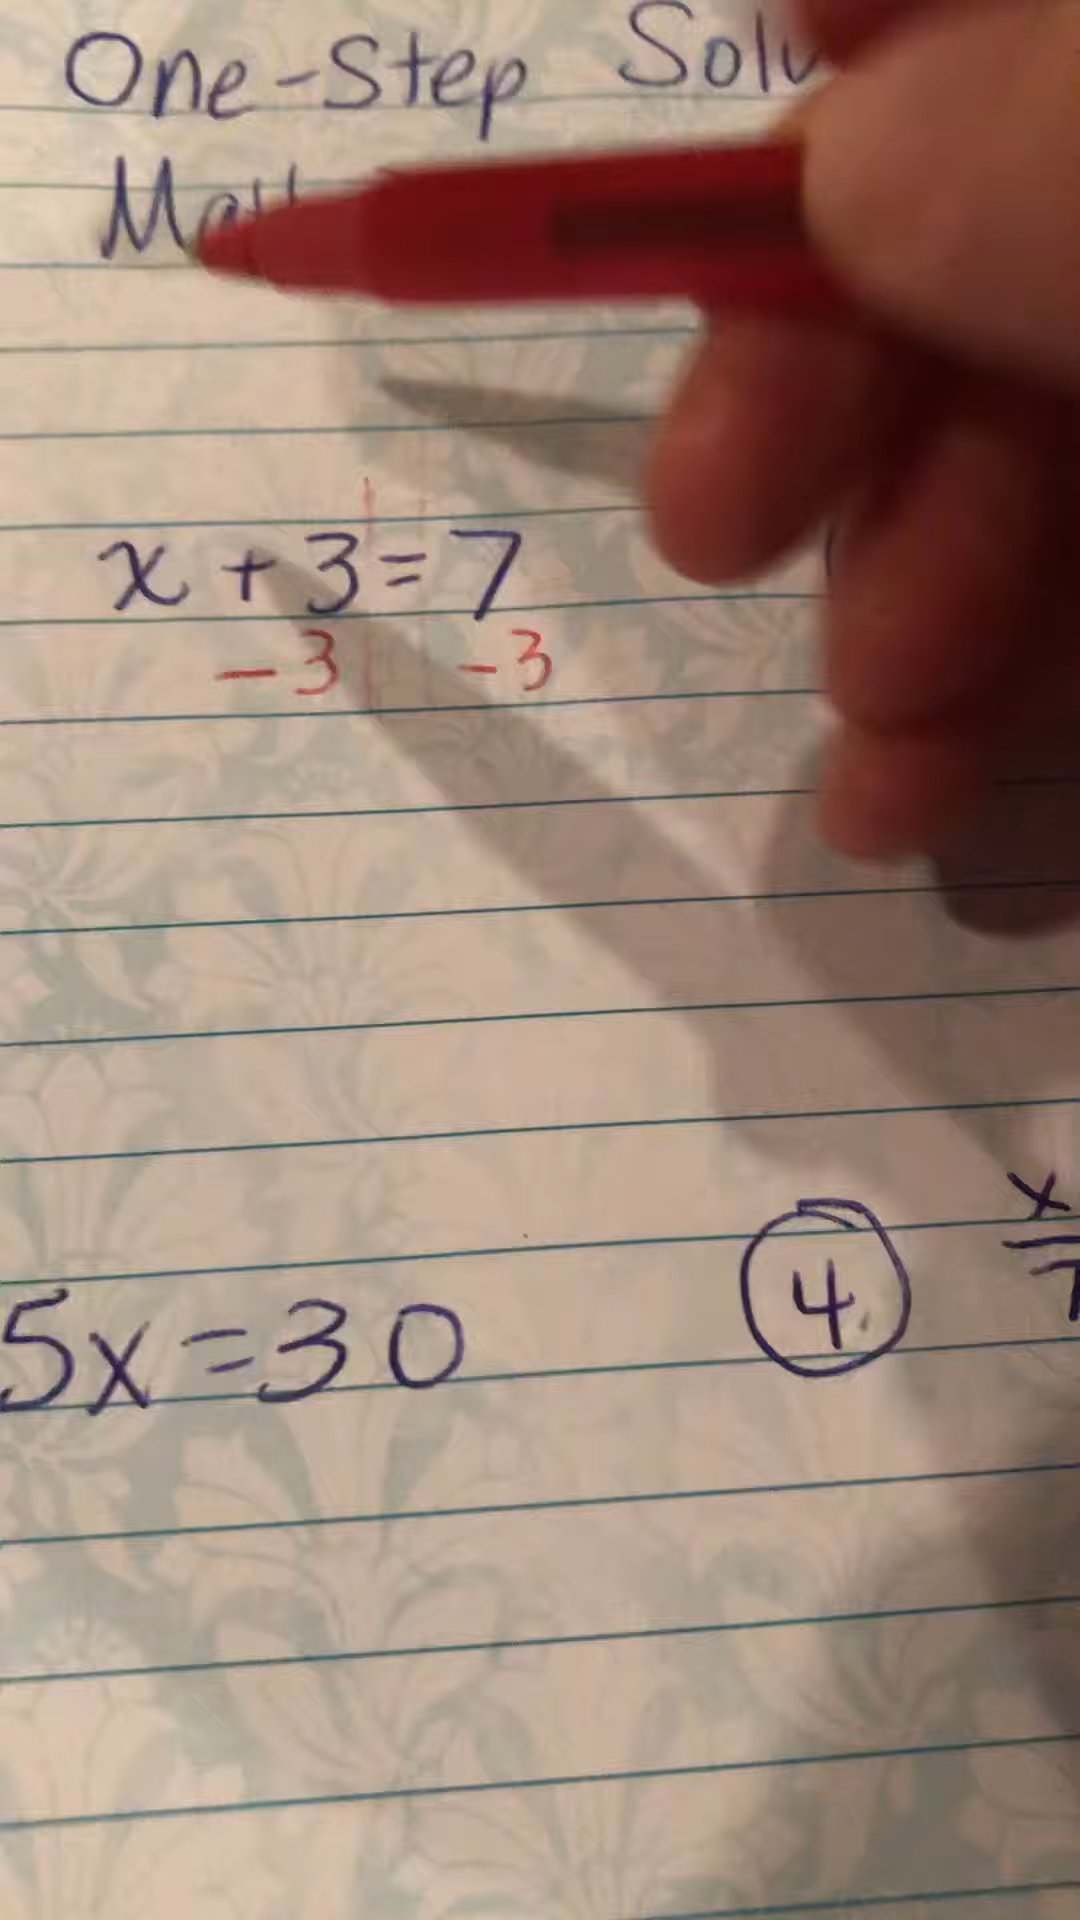 One-Step
x + 3 = 7
- 3 - 3
5x = 30
4.
x